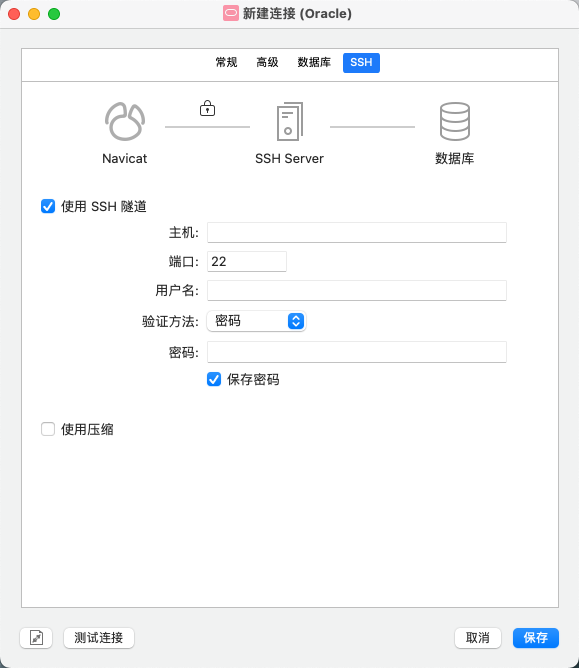 新建连接 (Oracle)
常规 高级 数据库 SSH
Navicat SSH Server 数据库
使用 SSH 隧道
主机:
端口: 22
用户名:
验证方法: 密码
密码:
保存密码
使用压缩
测试连接 取消 保存